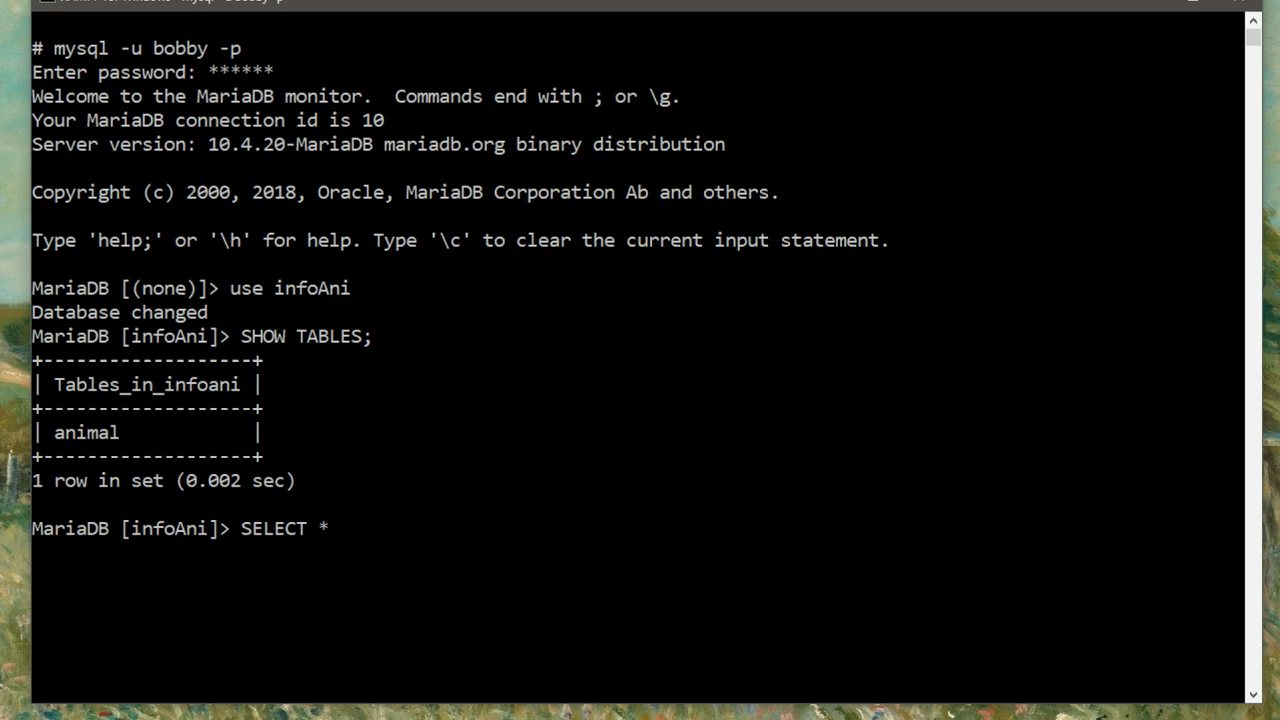 # mysql -u bobby -p
Enter password: ******
Welcome to the MariaDB monitor.  Commands end with ; or \g.
Your MariaDB connection id is 10
Server version: 10.4.20-MariaDB mariadb.org binary distribution
Copyright (c) 2000, 2018, Oracle, MariaDB Corporation Ab and others.
Type 'help;' or '\h' for help. Type '\c' to clear the current input statement.
MariaDB [(none)]> use infoAni
Database changed
MariaDB [infoAni]> SHOW TABLES;
+-------------------+
| Tables_in_infoani |
+-------------------+
| animal            |
+-------------------+
1 row in set (0.002 sec)
MariaDB [infoAni]> SELECT *